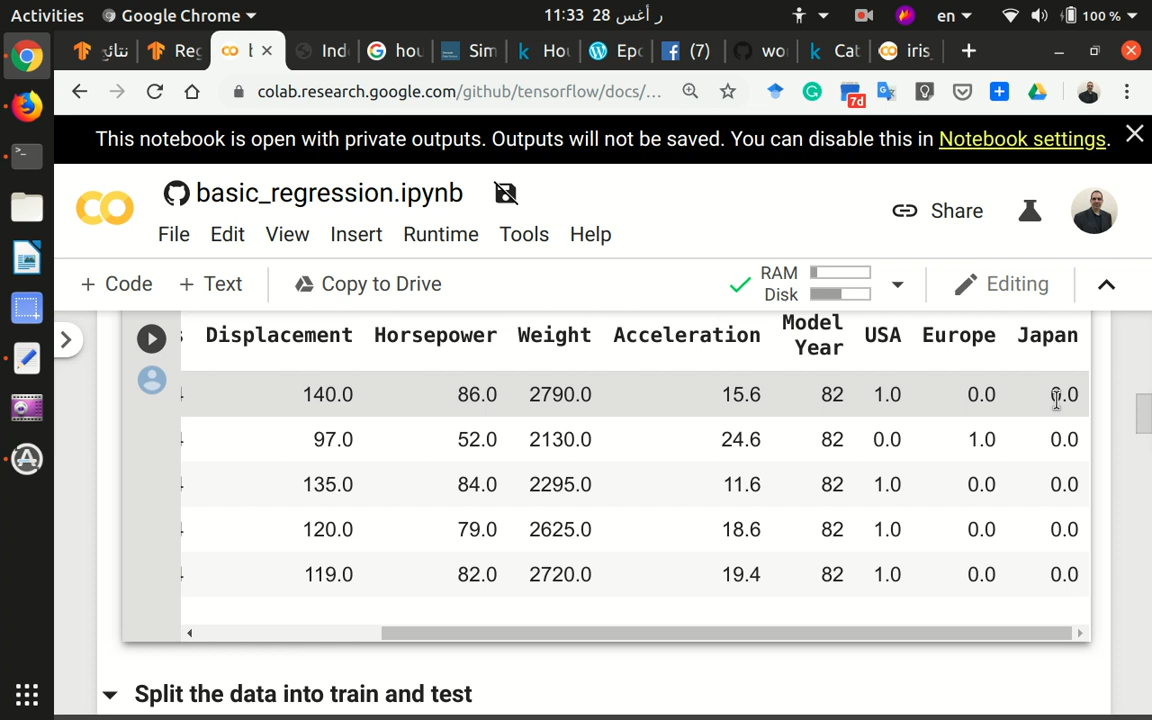 Activities Google Chrome ر أغس 28 11:33 en 100 %
نتائج Reg Ind hou Sim Hou Epo (7) wo Cat iris_
colab.research.google.com/github/tensorflow/docs/... 7d
This notebook is open with private outputs. Outputs will not be saved. You can disable this in Notebook settings.
basic_regression.ipynb
Share
File Edit View Insert Runtime Tools Help
+ Code + Text Copy to Drive RAM Disk Editing
Displacement Horsepower Weight Acceleration Model Year USA Europe Japan
140.0 86.0 2790.0 15.6 82 1.0 0.0 0.0
97.0 52.0 2130.0 24.6 82 0.0 1.0 0.0
135.0 84.0 2295.0 11.6 82 1.0 0.0 0.0
120.0 79.0 2625.0 18.6 82 1.0 0.0 0.0
119.0 82.0 2720.0 19.4 82 1.0 0.0 0.0
Split the data into train and test